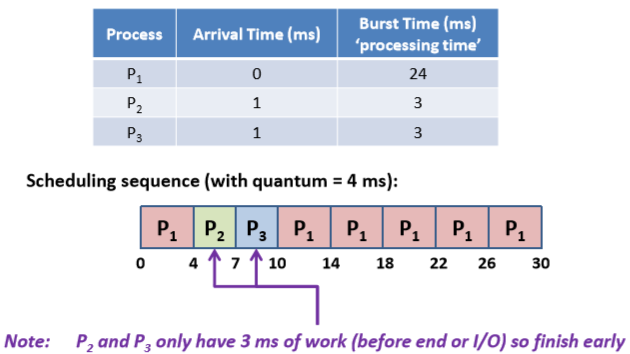 Process Arrival Time (ms) Burst Time (ms) 'processing time'
P₁ 0 24
P₂ 1 3
P₃ 1 3
Scheduling sequence (with quantum = 4 ms):
P₁ P₂ P₃ P₁ P₁ P₁ P₁ P₁
0 4 7 10 14 18 22 26 30
Note: P₂ and P₃ only have 3 ms of work (before end or I/O) so finish early